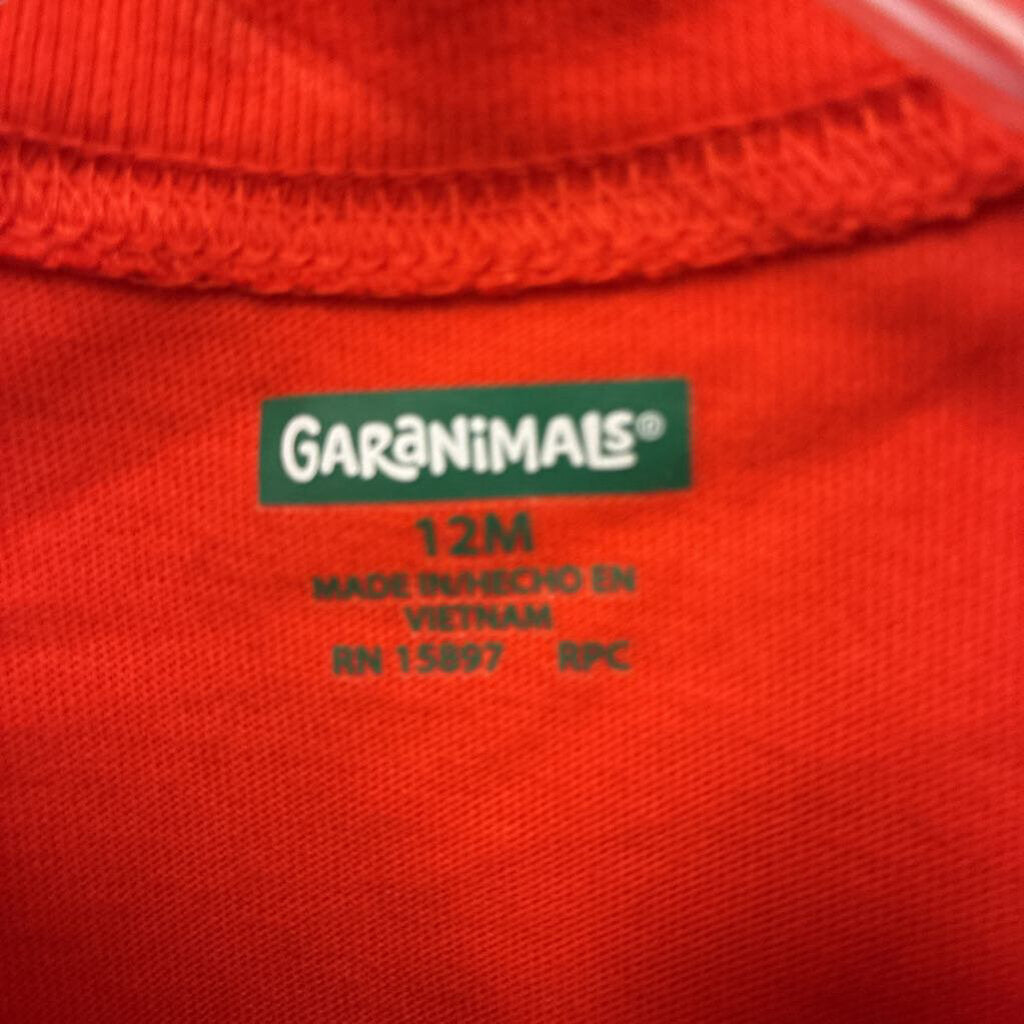 GARANIMALS®
12M
MADE IN/HECHO EN
VIETNAM
RN 15897 RPC